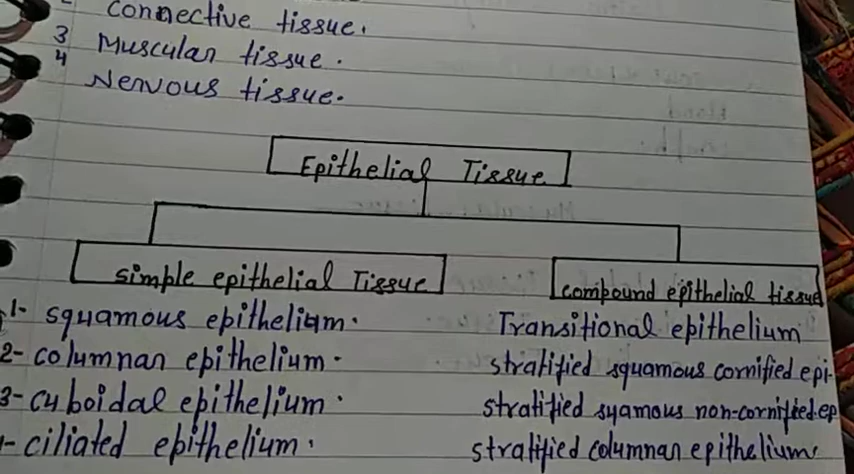 2 Connective tissue.
3 Muscular tissue.
4 Nervous tissue.
Epithelial Tissue
simple epithelial Tissue
compound epithelial tissue
1- squamous epithelium.
2- columnar epithelium.
3- cuboidal epithelium.
- ciliated epithelium.
Transitional epithelium
stratified squamous cornified epi-
stratified syamous non-cornified.ep
stratified columnar epithelium